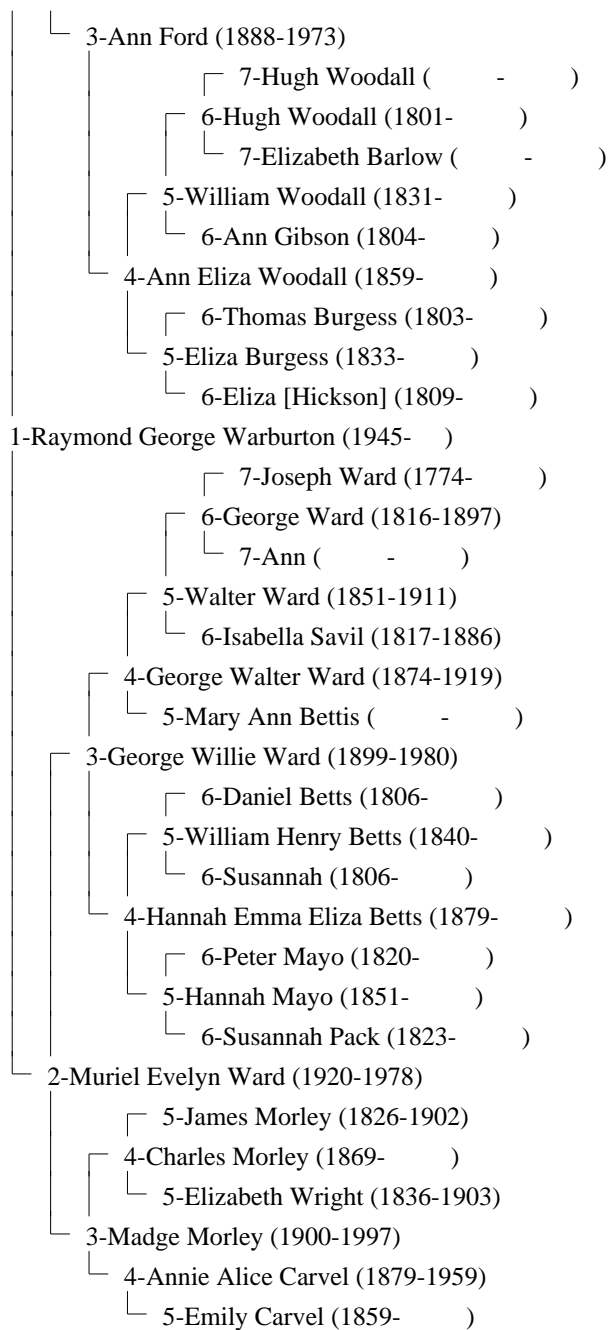 3-Ann Ford (1888-1973)
7-Hugh Woodall ( - )
6-Hugh Woodall (1801- )
7-Elizabeth Barlow ( - )
5-William Woodall (1831- )
6-Ann Gibson (1804- )
4-Ann Eliza Woodall (1859- )
6-Thomas Burgess (1803- )
5-Eliza Burgess (1833- )
6-Eliza [Hickson] (1809- )
1-Raymond George Warburton (1945- )
7-Joseph Ward (1774- )
6-George Ward (1816-1897)
7-Ann ( - )
5-Walter Ward (1851-1911)
6-Isabella Savil (1817-1886)
4-George Walter Ward (1874-1919)
5-Mary Ann Bettis ( - )
3-George Willie Ward (1899-1980)
6-Daniel Betts (1806- )
5-William Henry Betts (1840- )
6-Susannah (1806- )
4-Hannah Emma Eliza Betts (1879- )
6-Peter Mayo (1820- )
5-Hannah Mayo (1851- )
6-Susannah Pack (1823- )
2-Muriel Evelyn Ward (1920-1978)
5-James Morley (1826-1902)
4-Charles Morley (1869- )
5-Elizabeth Wright (1836-1903)
3-Madge Morley (1900-1997)
4-Annie Alice Carvel (1879-1959)
5-Emily Carvel (1859- )